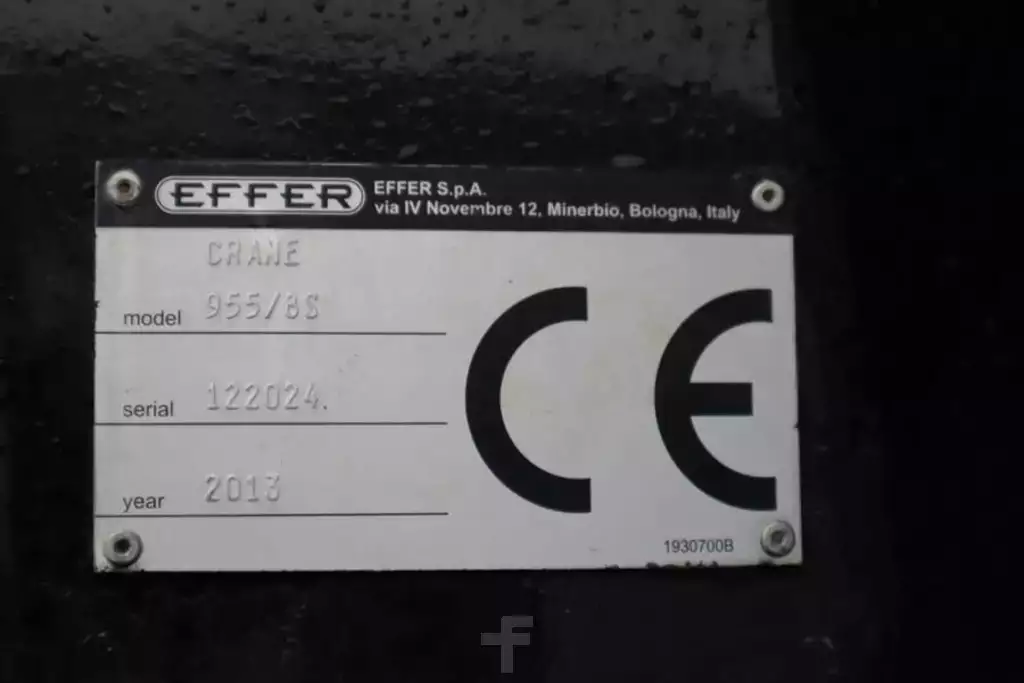 EFFER
EFFER S.p.A.
via IV Novembre 12, Minerbio, Bologna, Italy
CRANE
model 955/8S
serial 122024.
year 2013
CE
1930700B